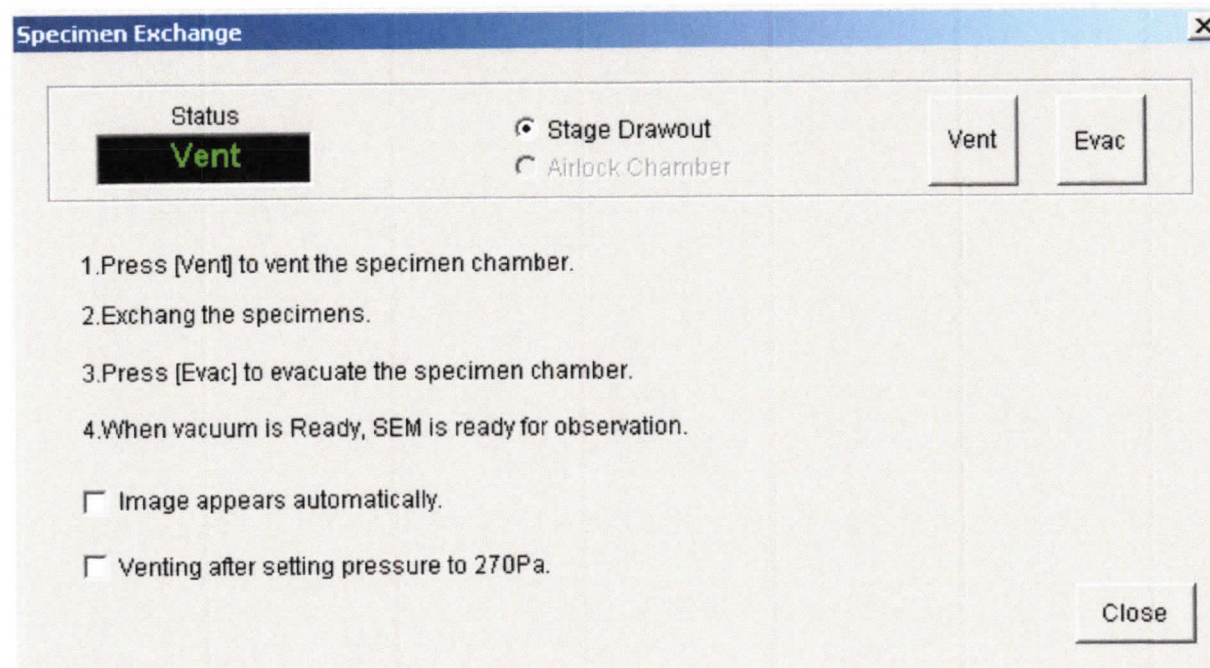 Specimen Exchange
Status
Vent
Stage Drawout
Airlock Chamber
Vent
Evac
1.Press [Vent] to vent the specimen chamber.
2.Exchang the specimens.
3.Press [Evac] to evacuate the specimen chamber.
4.When vacuum is Ready, SEM is ready for observation.
Image appears automatically.
Venting after setting pressure to 270Pa.
Close